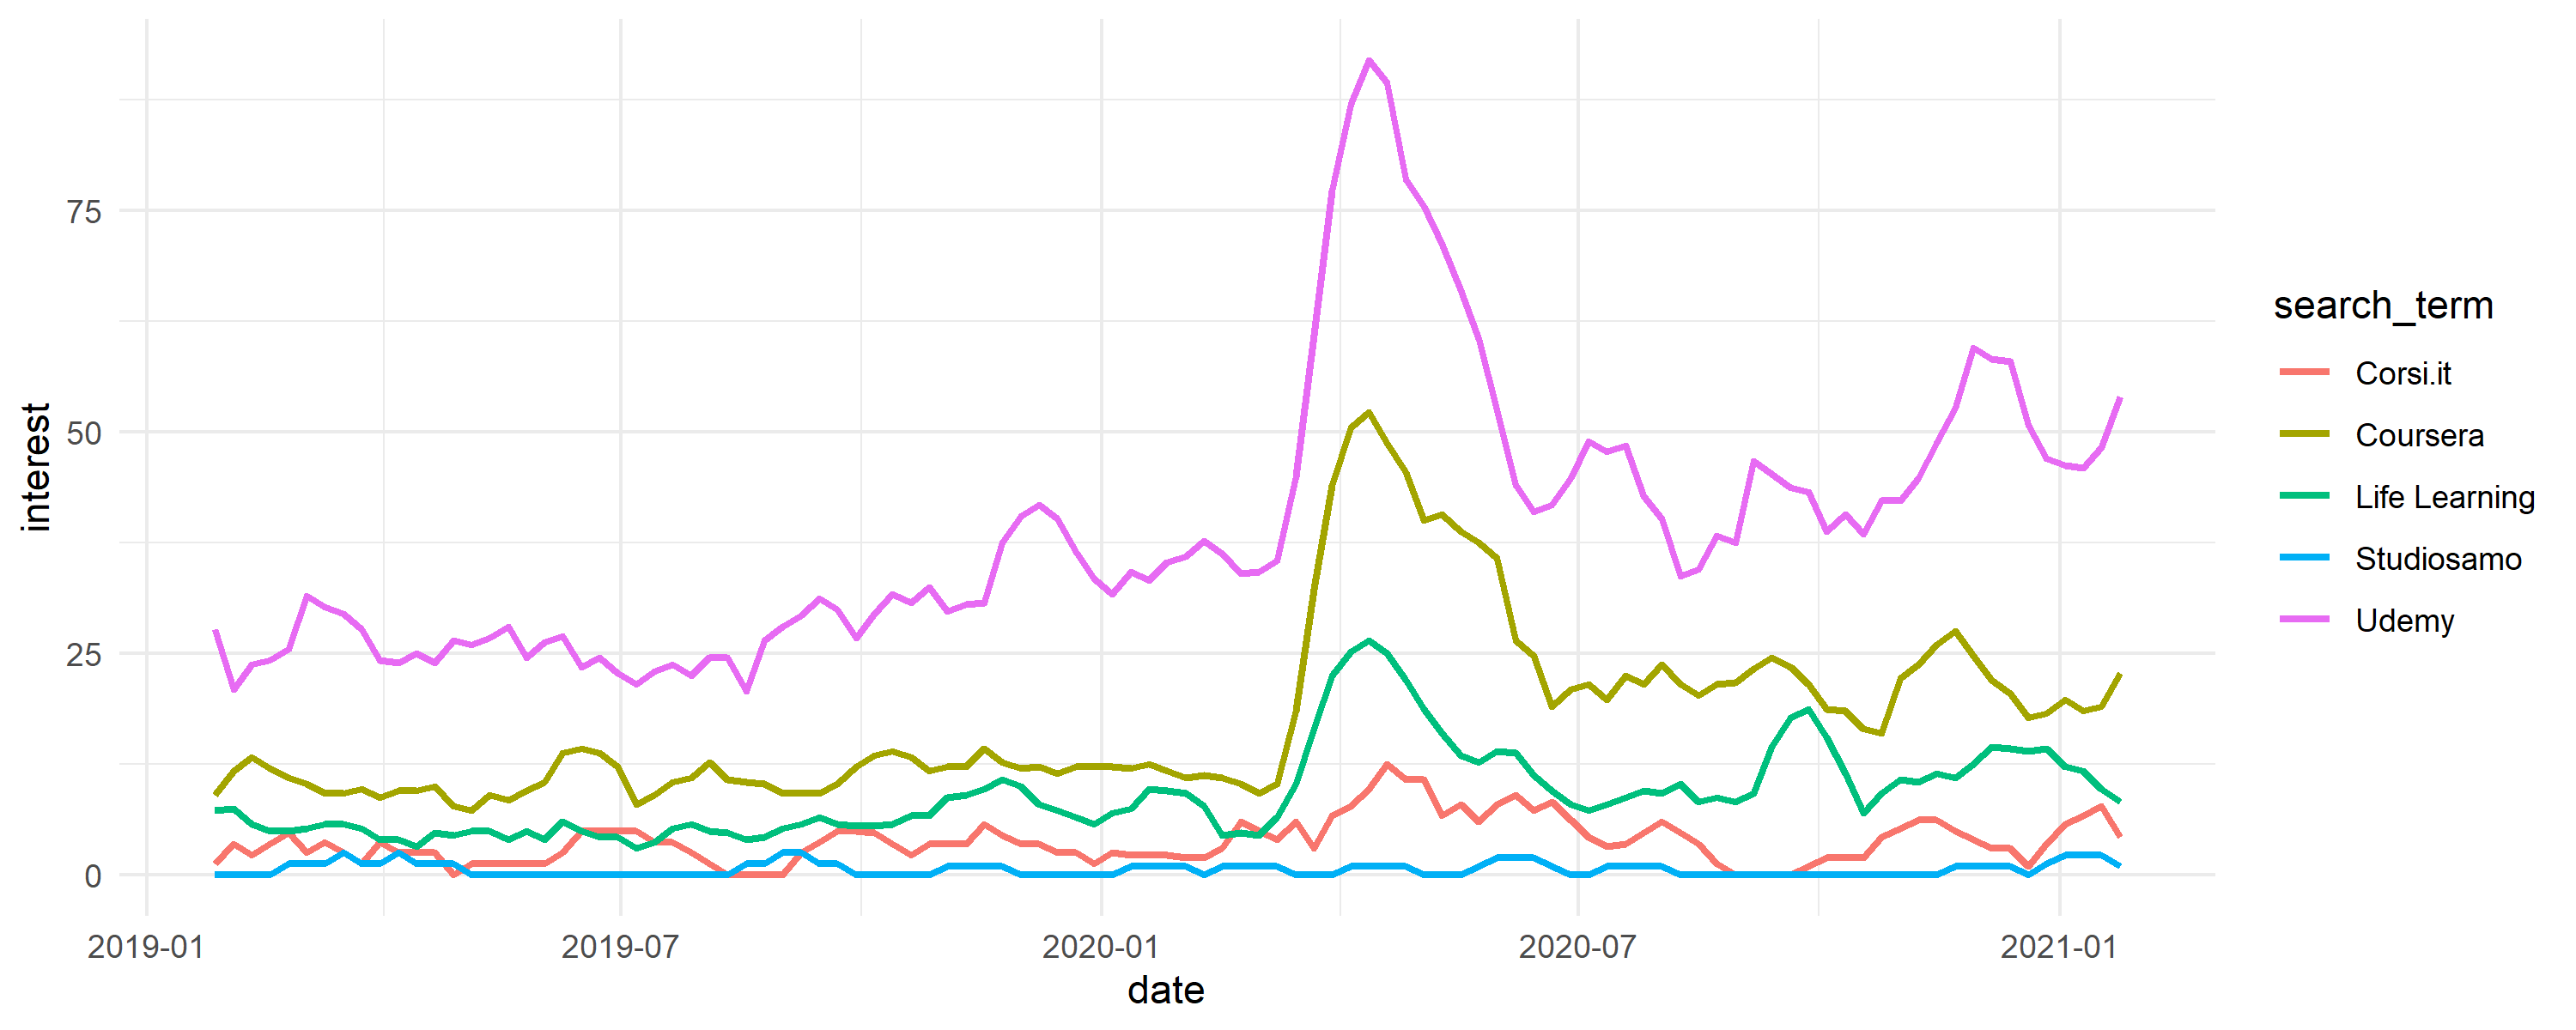 interest
75
50
25
0
2019-01
2019-07
2020-01
2020-07
2021-01
date
search_term
Corsi.it
Coursera
Life Learning
Studiosamo
Udemy